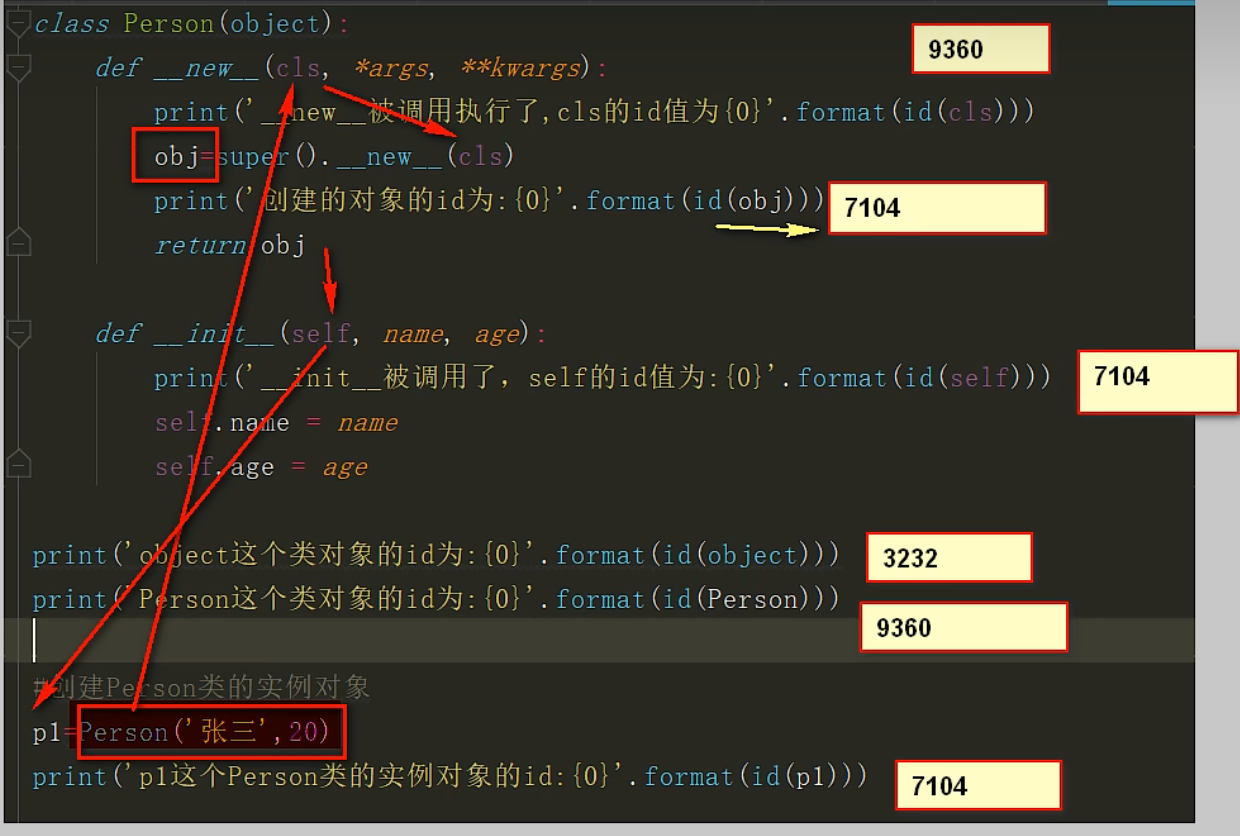 class Person(object):
def __new__(cls, *args, **kwargs):
9360
print('__new__被调用执行了,cls的id值为{0}'.format(id(cls)))
obj=super().__new__(cls)
print('创建的对象的id为:{0}'.format(id(obj)))
7104
return obj
def __init__(self, name, age):
print('__init__被调用了，self的id值为:{0}'.format(id(self)))
7104
self.name = name
self.age = age
print('object这个类对象的id为:{0}'.format(id(object)))
3232
print('Person这个类对象的id为:{0}'.format(id(Person)))
9360
#创建Person类的实例对象
p1=Person('张三',20)
print('p1这个Person类的实例对象的id:{0}'.format(id(p1)))
7104